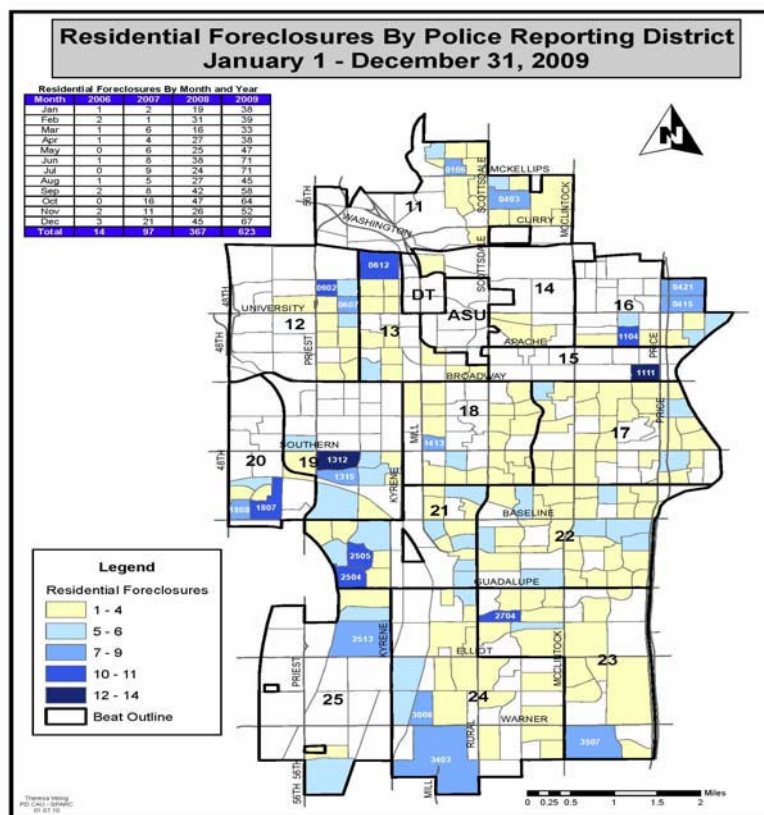 Residential Foreclosures By Police Reporting District
January 1 - December 31, 2009
Residential Foreclosures By Month and Year
Month 2006 2007 2008 2009
Jan 1 2 19 38
Feb 2 1 31 39
Mar 1 6 16 33
Apr 1 4 27 38
May 0 6 25 47
Jun 1 8 38 71
Jul 0 9 24 71
Aug 1 5 27 45
Sep 2 8 42 58
Oct 0 16 47 64
Nov 2 11 26 52
Dec 3 21 45 67
Total 14 97 367 623
N
0106
SCOTTSDALE
MCKELLIPS
0403
56TH
11
WASHINGTON
CURRY
MCCLINTOCK
0612
SCOTTSDALE
DT
14
0602
0607
16
0421
0415
48TH
UNIVERSITY
12
13
ASU
PRIEST
APACHE
1104
PRICE
48TH
15
BROADWAY
1111
18
MILL
17
PRICE
1413
SOUTHERN
48TH
20
19
1312
1315
KYRENE
1808
1807
21
BASELINE
22
2505
2504
GUADALUPE
2704
2513
KYRENE
ELLIOT
MCCLINTOCK
23
PRIEST
25
24
3006
RURAL
WARNER
3403
3507
56TH
56TH
MILL
Legend
Residential Foreclosures
1 - 4
5 - 6
7 - 9
10 - 11
12 - 14
Beat Outline
Miles
0 0.25 0.5 1 1.5 2
Theresa Wong
PD CAU - SPARC
01.07.10